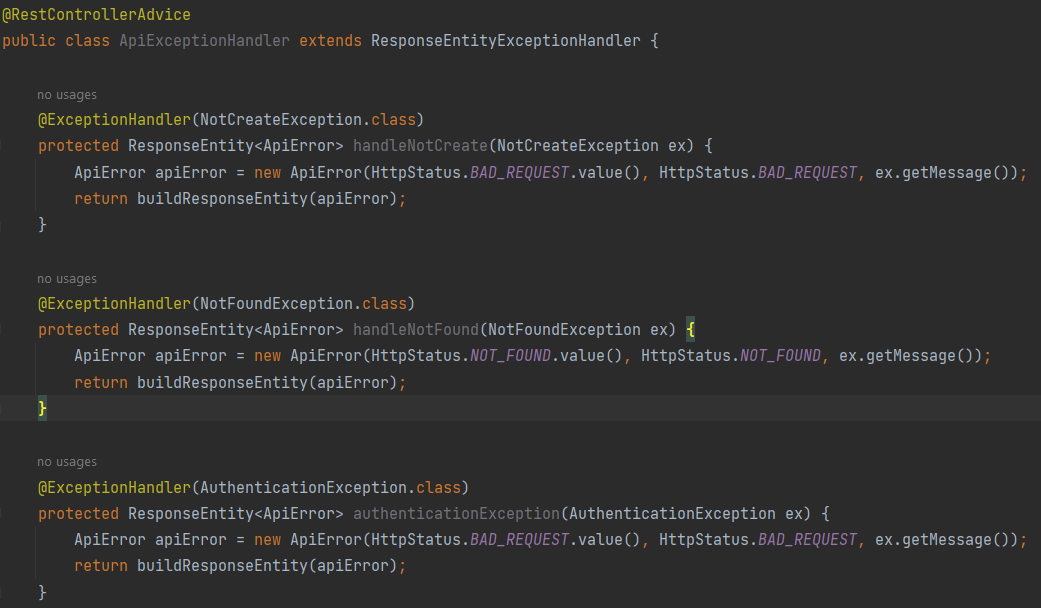 @RestControllerAdvice
public class ApiExceptionHandler extends ResponseEntityExceptionHandler {
no usages
@ExceptionHandler(NotCreateException.class)
protected ResponseEntity<ApiError> handleNotCreate(NotCreateException ex) {
ApiError apiError = new ApiError(HttpStatus.BAD_REQUEST.value(), HttpStatus.BAD_REQUEST, ex.getMessage());
return buildResponseEntity(apiError);
}
no usages
@ExceptionHandler(NotFoundException.class)
protected ResponseEntity<ApiError> handleNotFound(NotFoundException ex) {
ApiError apiError = new ApiError(HttpStatus.NOT_FOUND.value(), HttpStatus.NOT_FOUND, ex.getMessage());
return buildResponseEntity(apiError);
}
no usages
@ExceptionHandler(AuthenticationException.class)
protected ResponseEntity<ApiError> authenticationException(AuthenticationException ex) {
ApiError apiError = new ApiError(HttpStatus.BAD_REQUEST.value(), HttpStatus.BAD_REQUEST, ex.getMessage());
return buildResponseEntity(apiError);
}